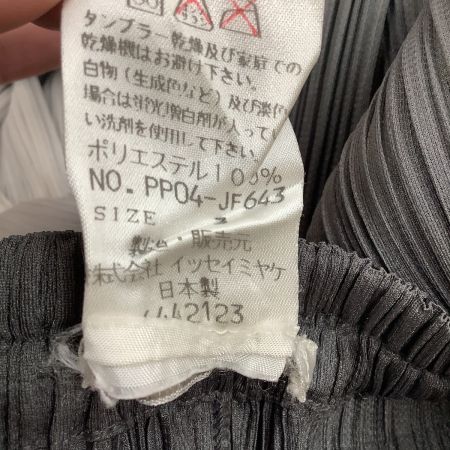 タンブラー乾燥及び家庭での
乾燥機はお避け下さい。
白物(生成色など)及び淡色
場合は蛍光増白剤が入ってい
い洗剤を使用して下さい。
ポリエステル100%
NO. PP04-JF643
SIZE 3
製造・販売元
株式会社 イッセイミヤケ
日本製
442123